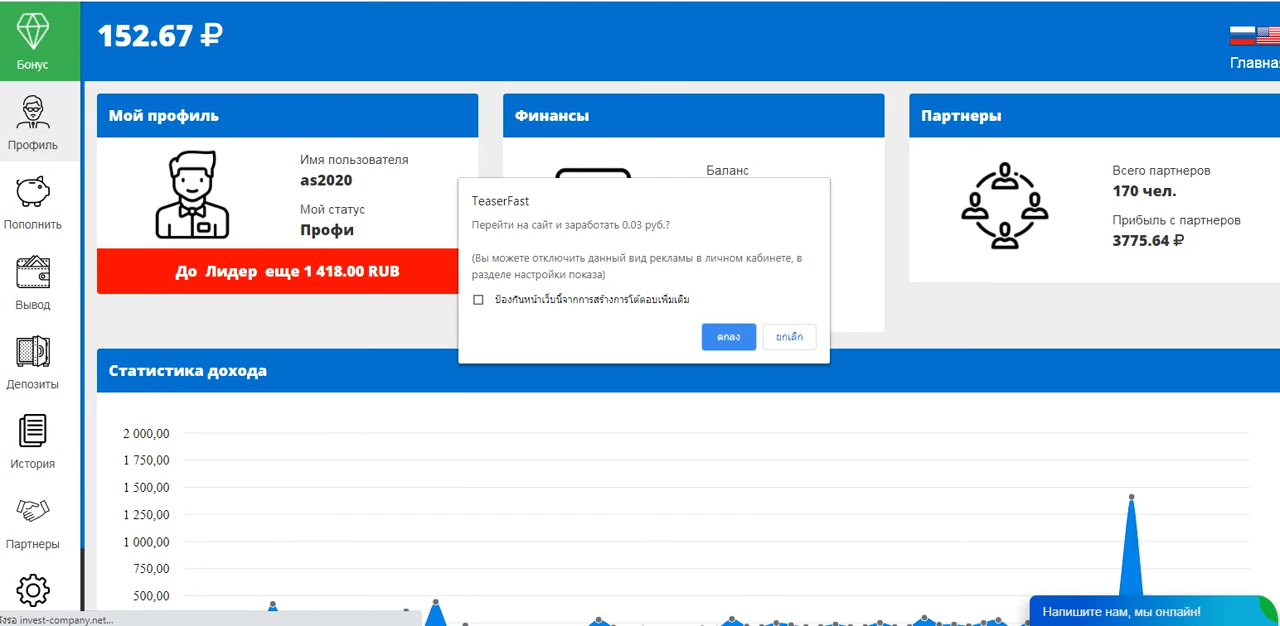 152.67 ₽
Бонус
Главна
Профиль
Пополнить
Вывод
Депозиты
История
Партнеры
Мой профиль
Имя пользователя
as2020
Мой статус
Профи
До Лидер еще 1 418.00 RUB
Финансы
Баланс
Партнеры
Всего партнеров
170 чел.
Прибыль с партнеров
3775.64 ₽
TeaserFast
Перейти на сайт и заработать 0.03 руб.?
(Вы можете отключить данный вид рекламы в личном кабинете, в
разделе настройки показа)
ป้องกันหน้าเว็บนี้จากการสร้างการโต้ตอบเพิ่มเติม
ตกลง
ยกเลิก
Статистика дохода
2 000,00
1 750,00
1 500,00
1 250,00
1 000,00
750,00
500,00
invest-company.net...
Напишите нам, мы онлайн!